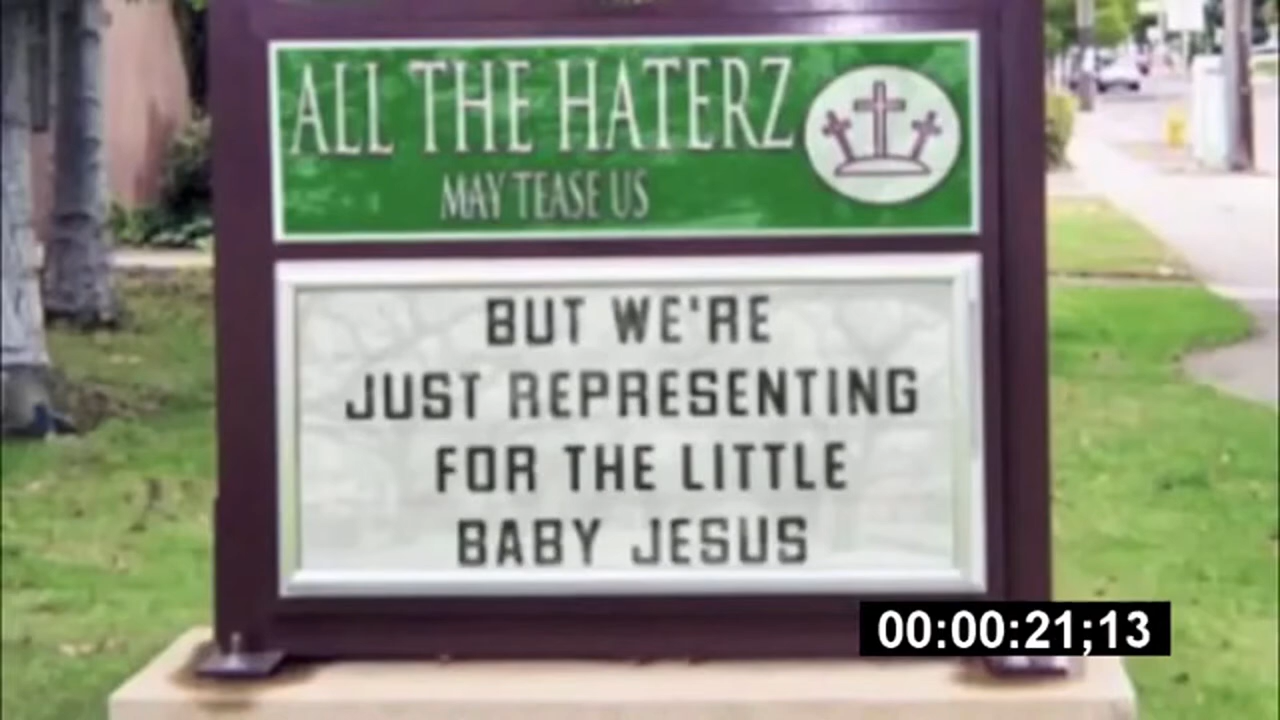 ALL THE HATERZ
MAY TEASE US
BUT WE'RE
JUST REPRESENTING
FOR THE LITTLE
BABY JESUS
00:00:21;13